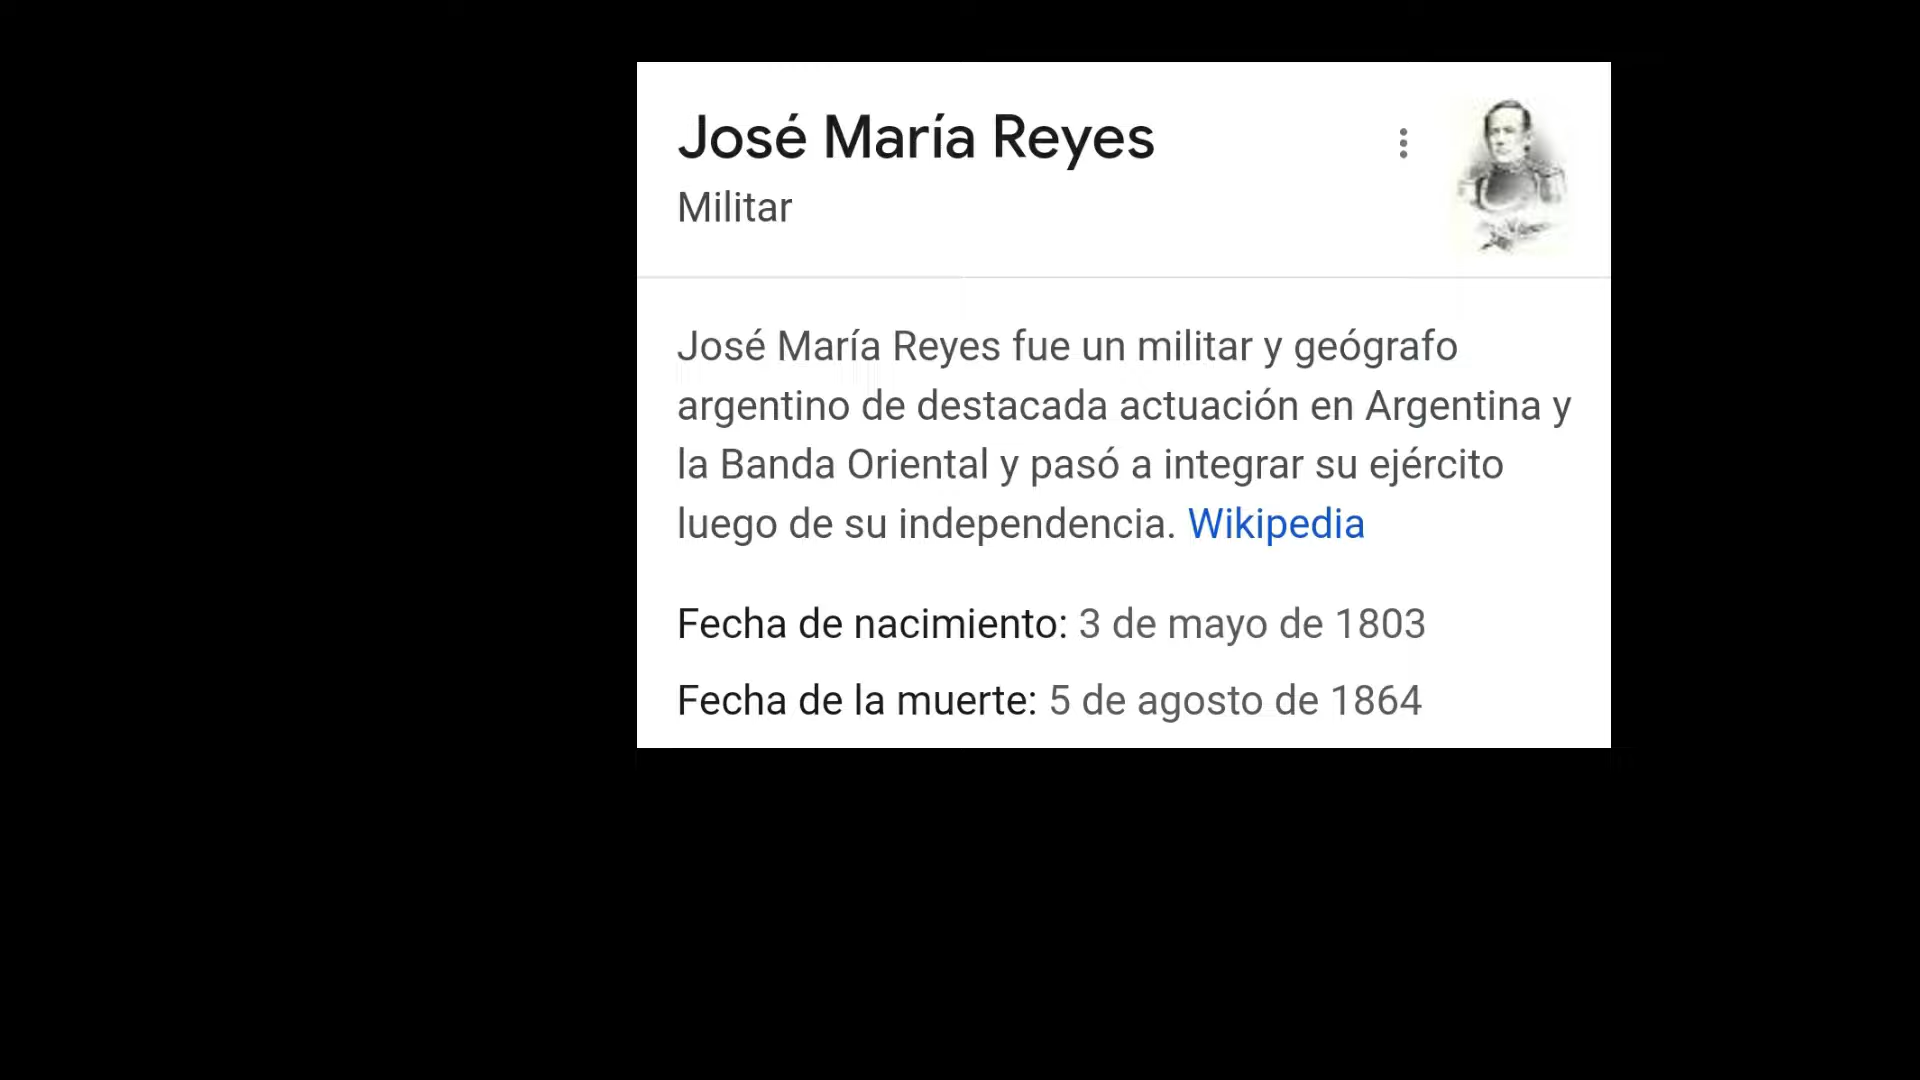 José María Reyes
Militar
José María Reyes fue un militar y geógrafo
argentino de destacada actuación en Argentina y
la Banda Oriental y pasó a integrar su ejército
luego de su independencia. Wikipedia
Fecha de nacimiento: 3 de mayo de 1803
Fecha de la muerte: 5 de agosto de 1864